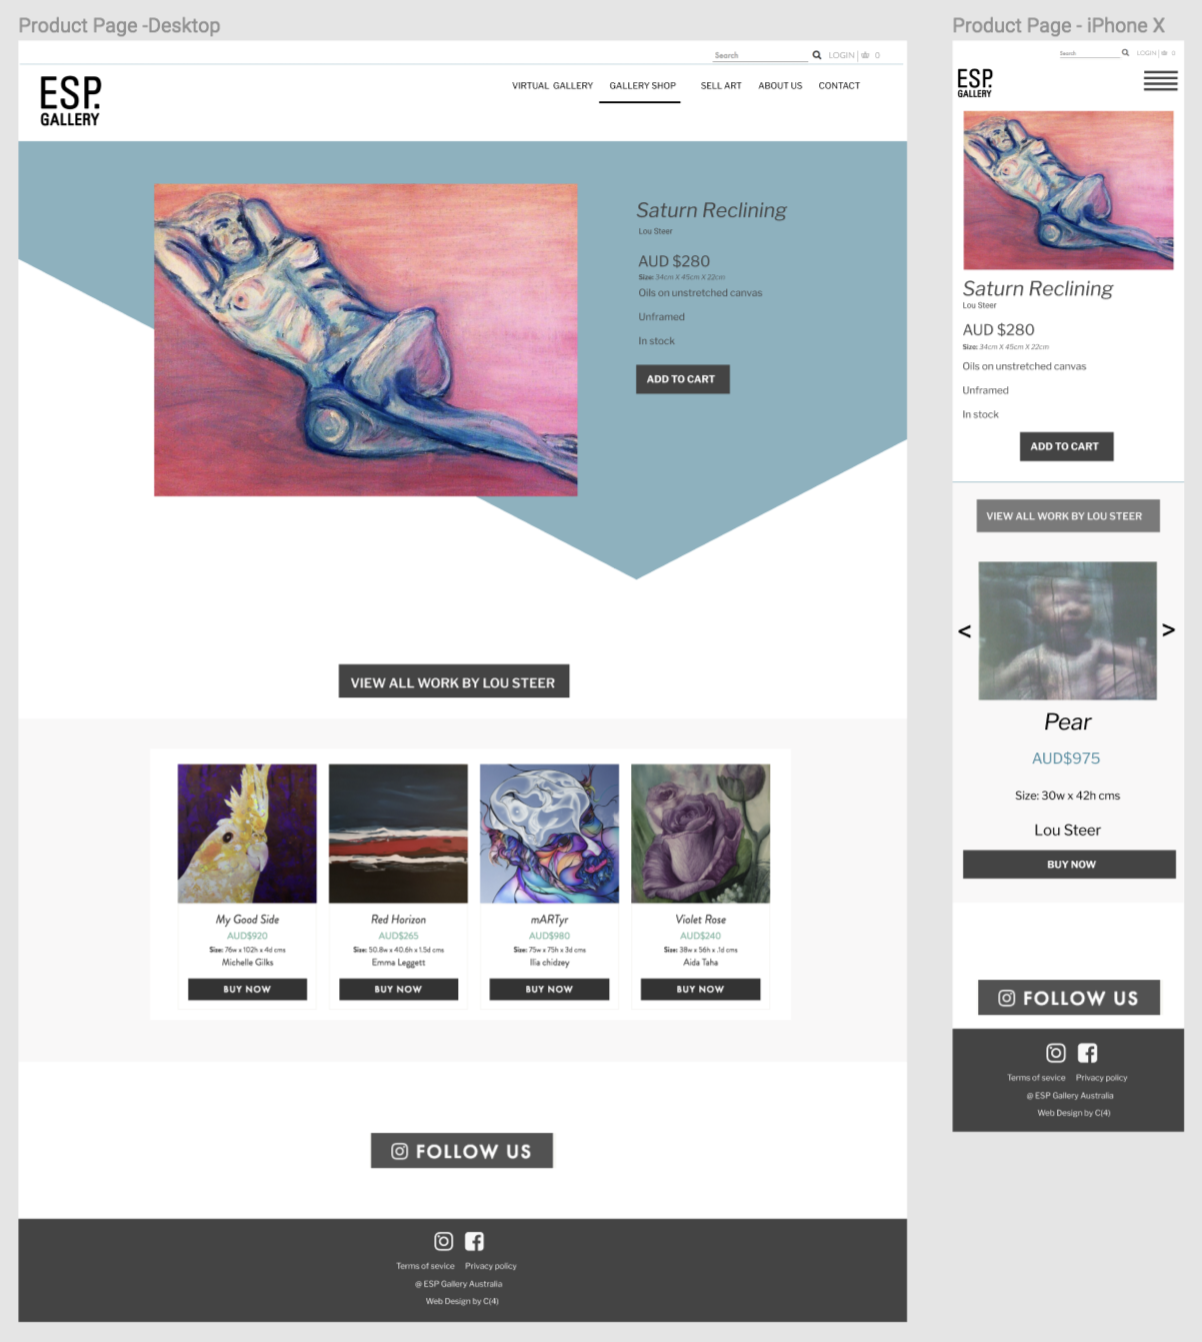 Product Page -Desktop
Search LOGIN | 0
ESP.
GALLERY
VIRTUAL GALLERY GALLERY SHOP SELL ART ABOUT US CONTACT
Saturn Reclining
Lou Steer
AUD $280
Size: 34cm X 45cm X 22cm
Oils on unstretched canvas
Unframed
In stock
ADD TO CART
VIEW ALL WORK BY LOU STEER
My Good Side
AUD$920
Size: 76w x 102h x 4d cms
Michelle Gilks
BUY NOW
Red Horizon
AUD$265
Size: 50.8w x 40.6h x 1.5d cms
Emma Leggett
BUY NOW
mARTyr
AUD$980
Size: 75w x 75h x 3d cms
Ilia chidzey
BUY NOW
Violet Rose
AUD$240
Size: 38w x 56h x .1d cms
Aida Taha
BUY NOW
FOLLOW US
Terms of sevice Privacy policy
@ ESP Gallery Australia
Web Design by C(4)
Product Page - iPhone X
Search LOGIN | 0
ESP.
GALLERY
Saturn Reclining
Lou Steer
AUD $280
Size: 34cm X 45cm X 22cm
Oils on unstretched canvas
Unframed
In stock
ADD TO CART
VIEW ALL WORK BY LOU STEER
< >
Pear
AUD$975
Size: 30w x 42h cms
Lou Steer
BUY NOW
FOLLOW US
Terms of sevice Privacy policy
@ ESP Gallery Australia
Web Design by C(4)